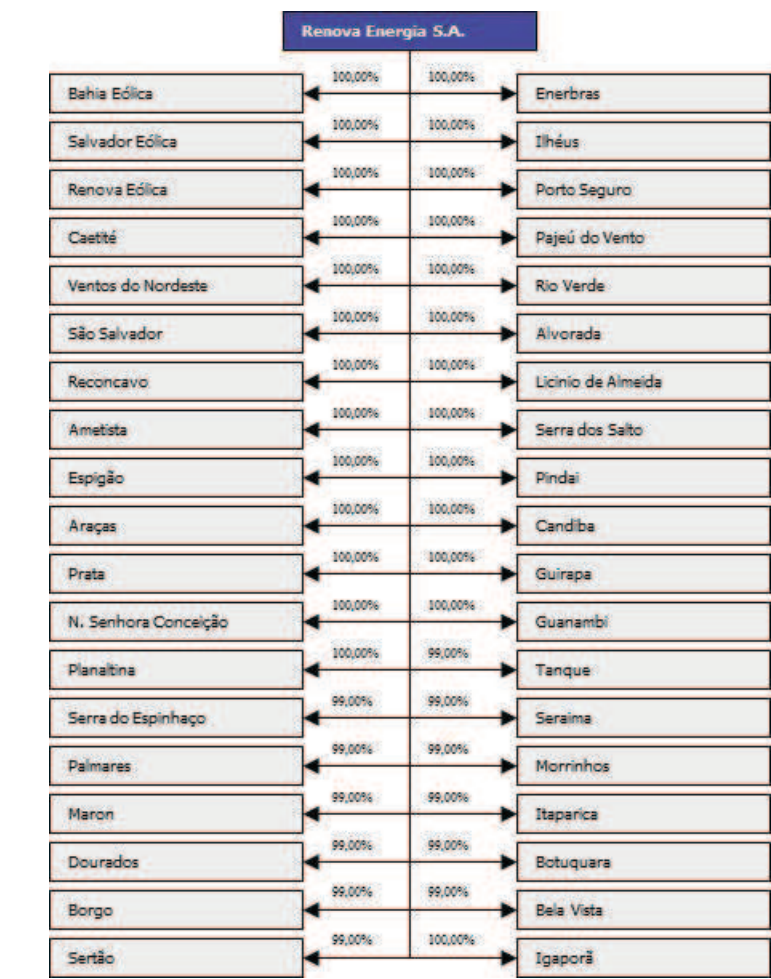 Renova Energia S.A.
100,00% 100,00%
Bahia Eólica Enerbras
100,00% 100,00%
Salvador Eólica Ilhéus
100,00% 100,00%
Renova Eólica Porto Seguro
100,00% 100,00%
Caetité Pajeú do Vento
100,00% 100,00%
Ventos do Nordeste Rio Verde
100,00% 100,00%
São Salvador Alvorada
100,00% 100,00%
Reconcavo Licinio de Almeida
100,00% 100,00%
Ametista Serra dos Salto
100,00% 100,00%
Espigão Pindai
100,00% 100,00%
Araças Candiba
100,00% 100,00%
Prata Guirapa
100,00% 100,00%
N. Senhora Conceição Guanambi
100,00% 99,00%
Planaltina Tanque
99,00% 99,00%
Serra do Espinhaço Seraima
99,00% 99,00%
Palmares Morrinhos
99,00% 99,00%
Maron Itaparica
99,00% 99,00%
Dourados Botuquara
99,00% 99,00%
Borgo Bela Vista
99,00% 100,00%
Sertão Igaporã